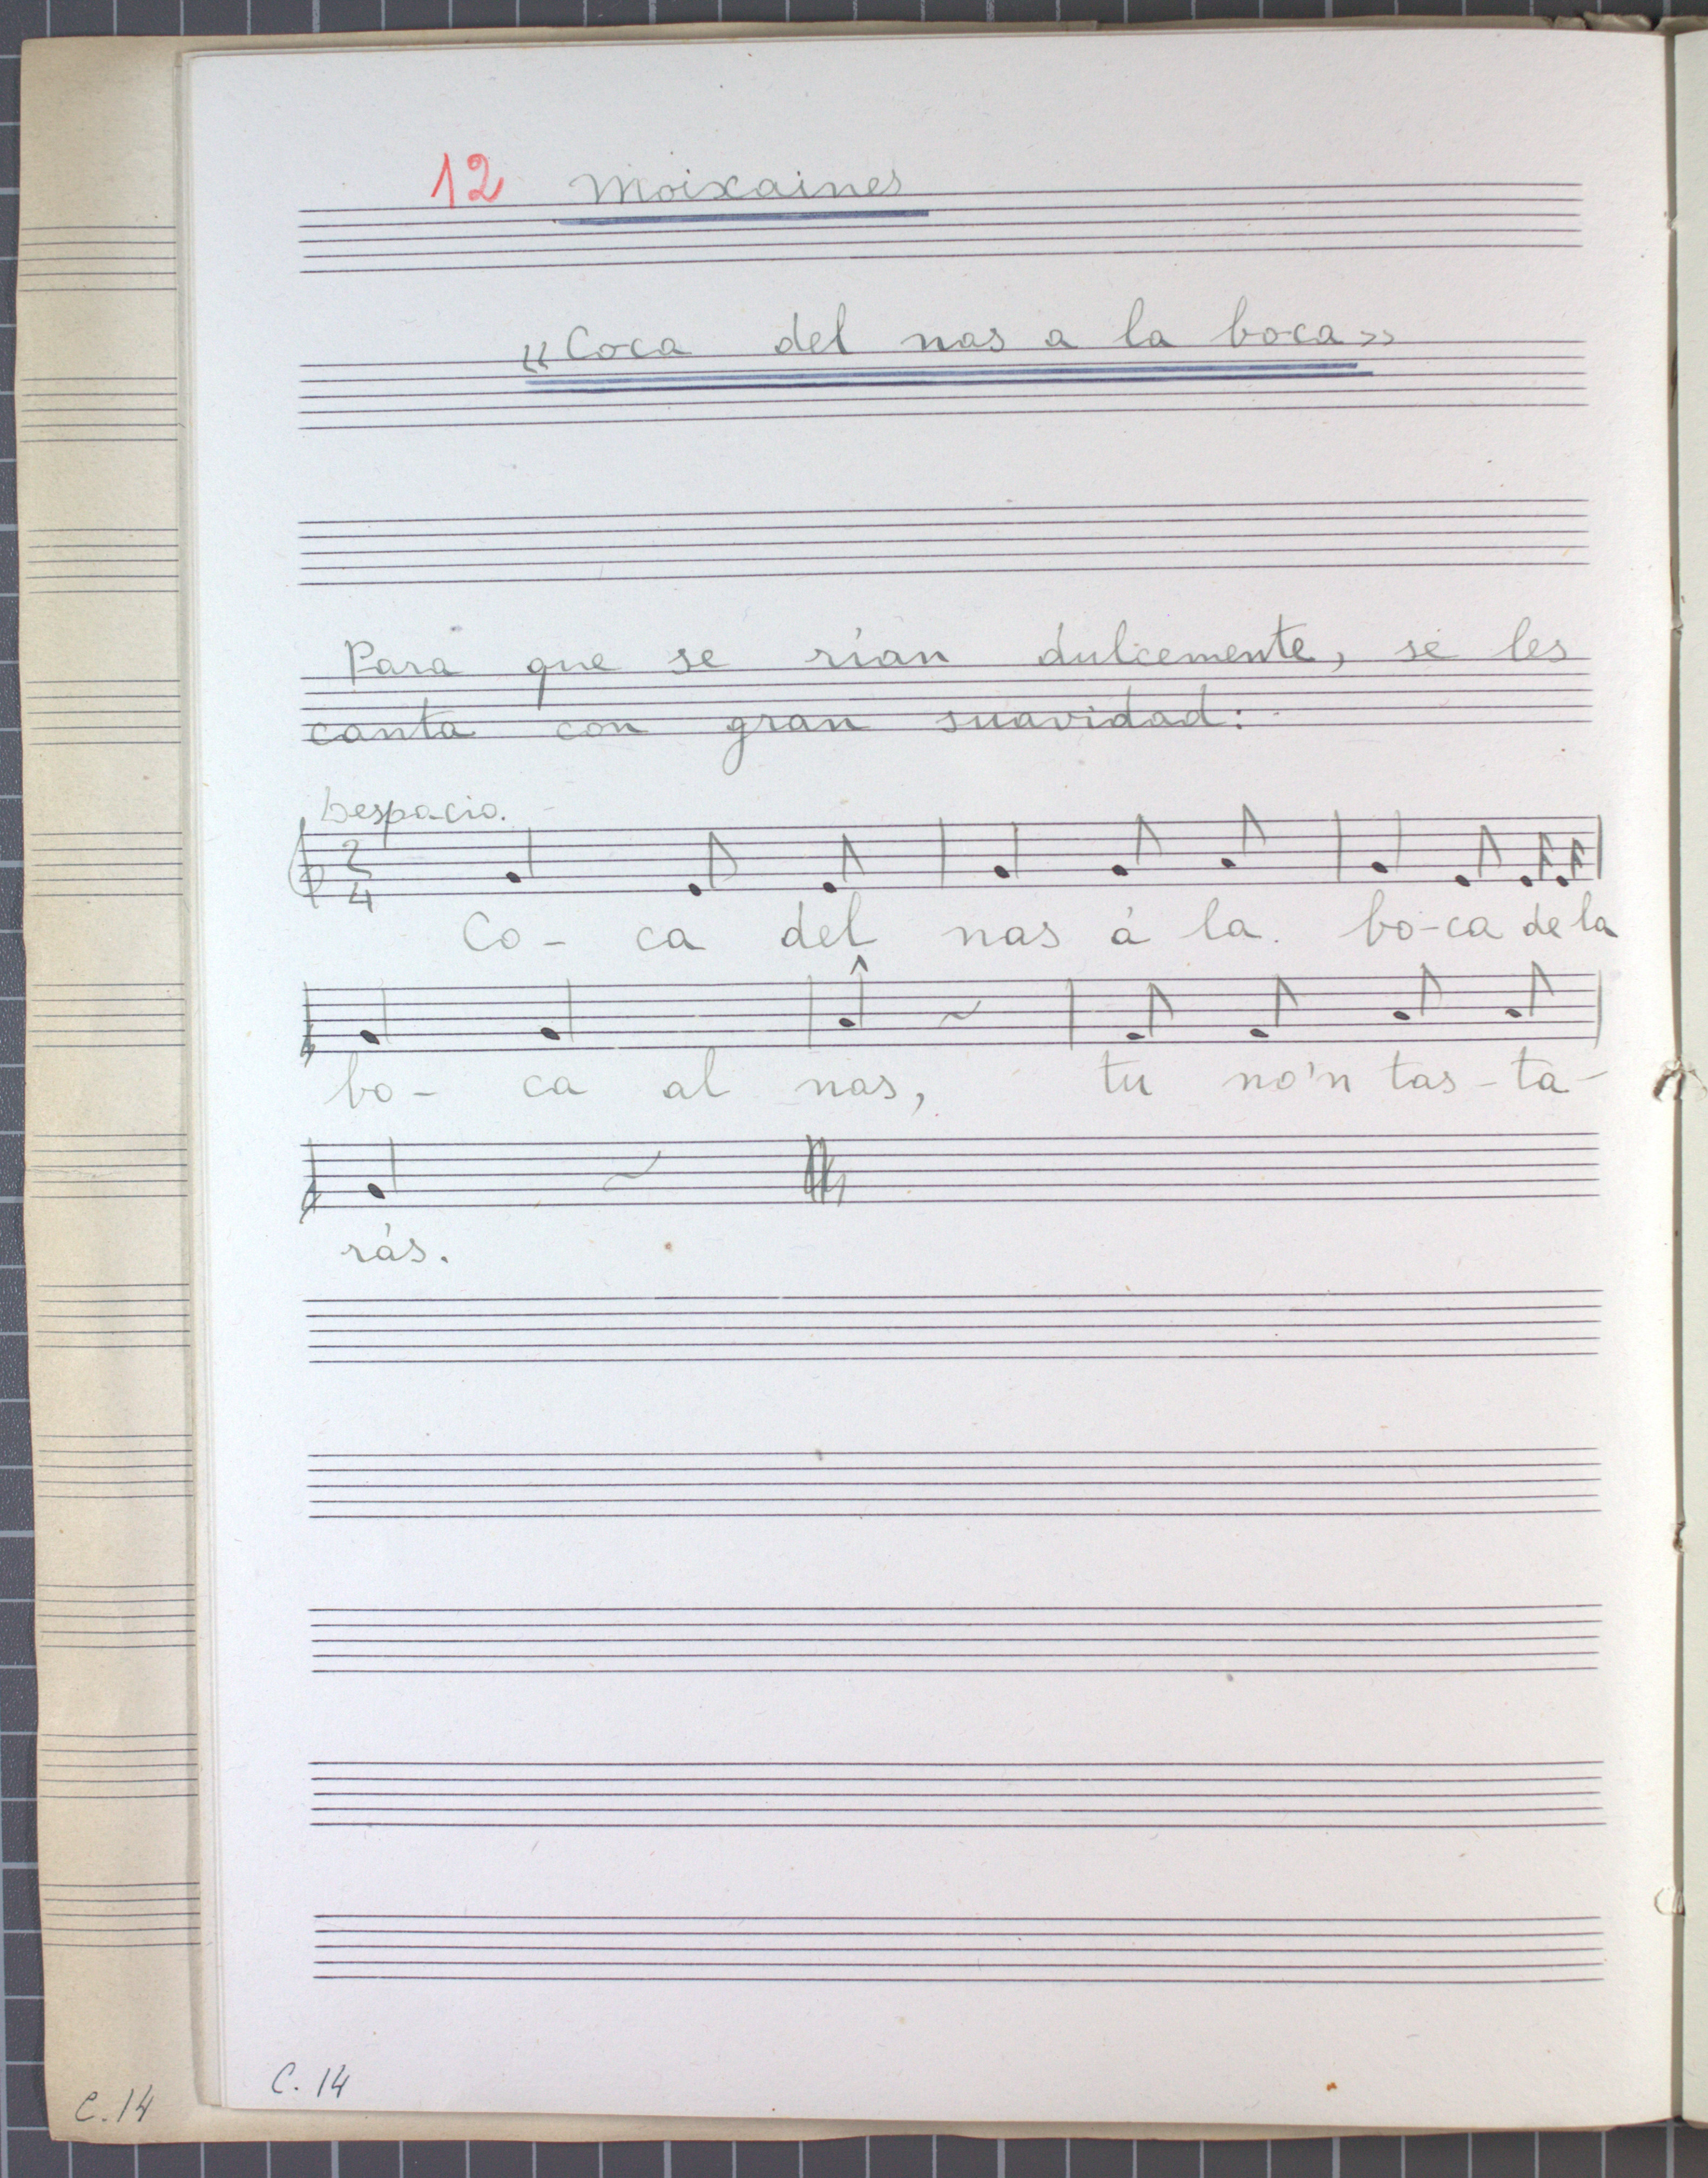 12 Moixaines
"Coca del nas a la boca»
Para que se rían dulcemente, se les
canta con gran suavidad:
Despacio.
2
4
Co- ca del nas á la. bo-ca de la
bo- ca al nas, tu no'n tas-ta-
rás.
C. 14
C. 14